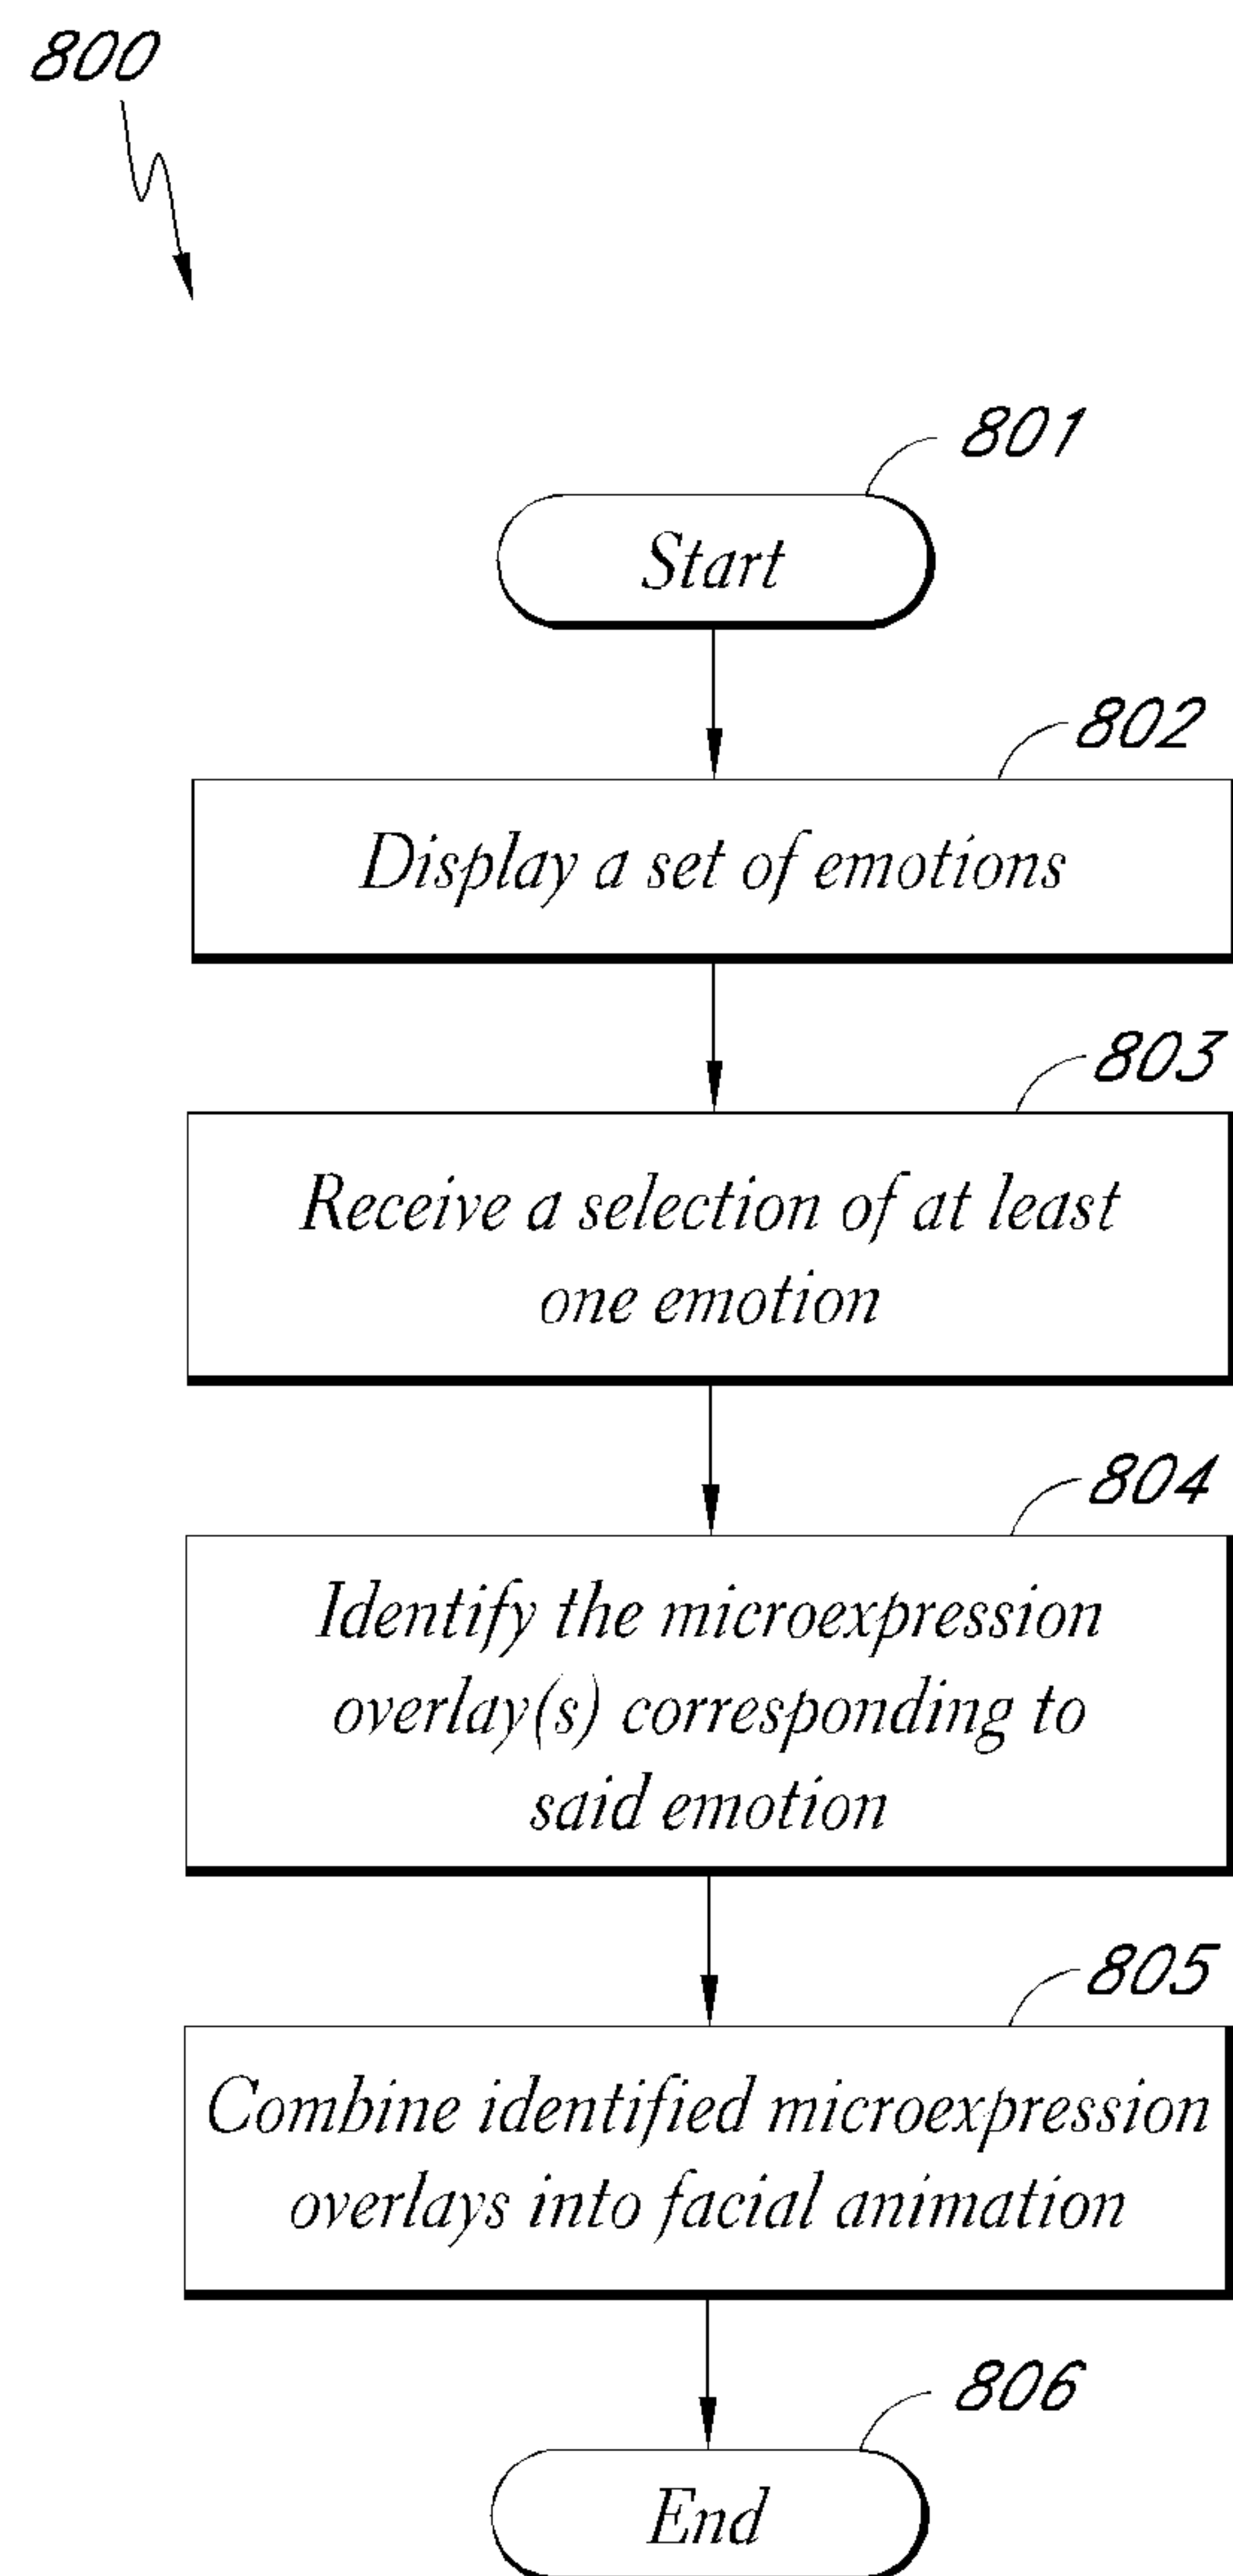 800
801
Start
802
Display a set of emotions
803
Receive a selection of at least
one emotion
804
Identify the microexpression
overlay(s) corresponding to
said emotion
805
Combine identified microexpression
overlays into facial animation
806
End